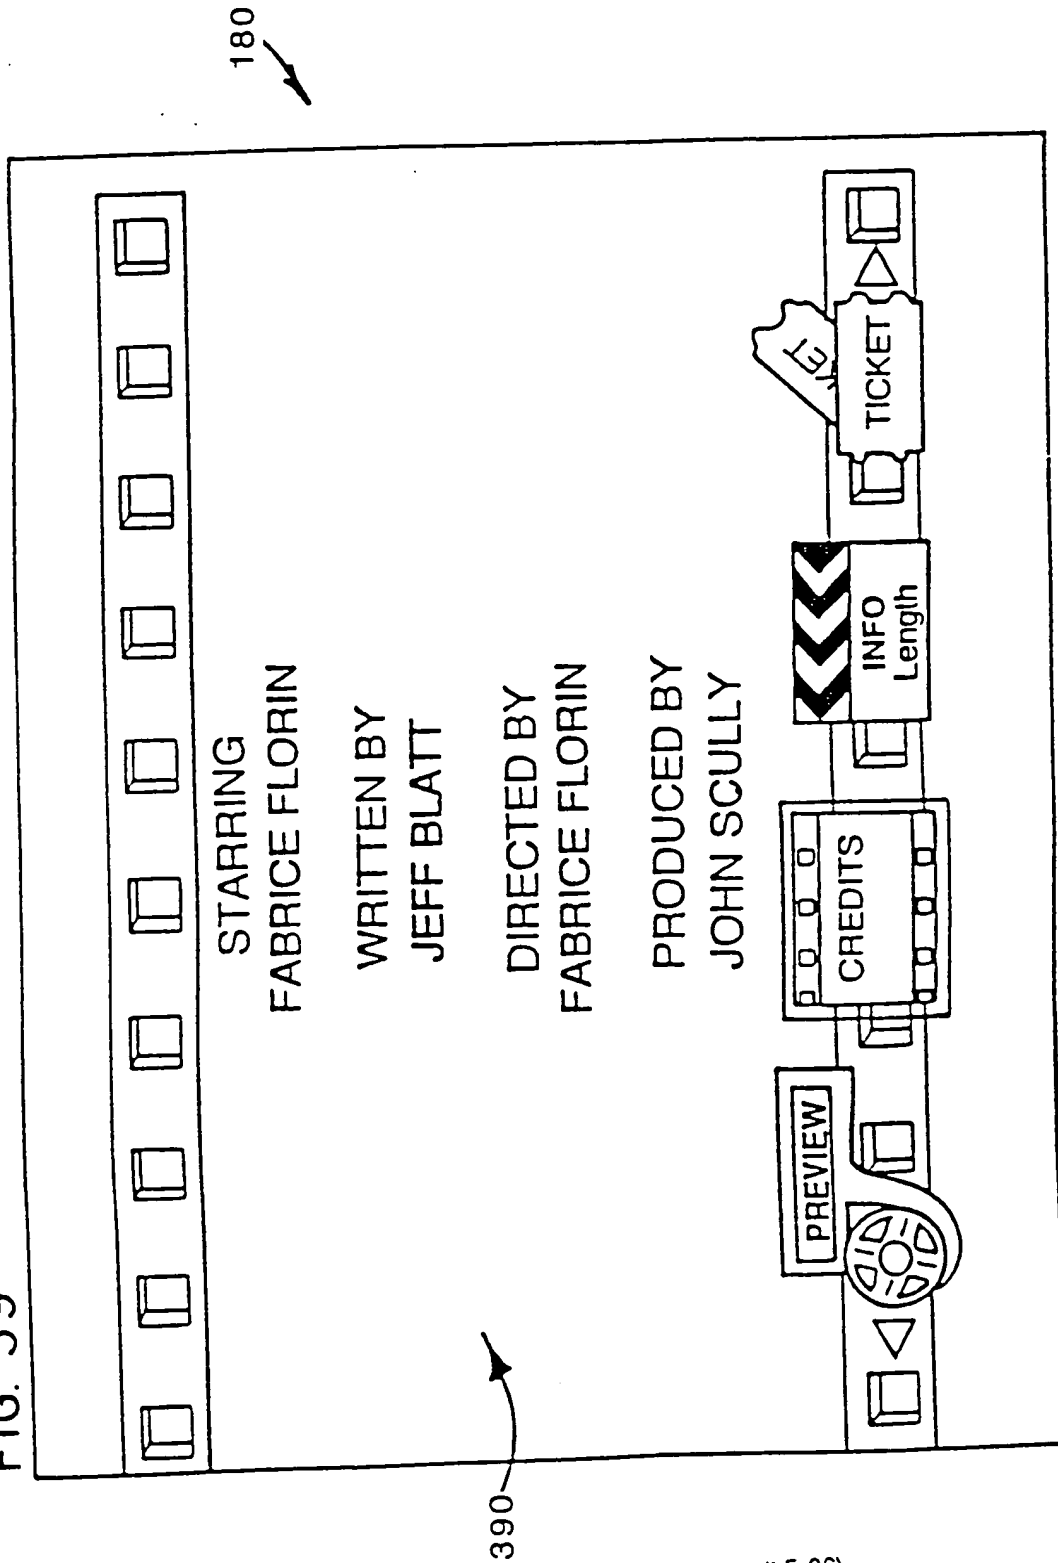 180
STARRING
FABRICE FLORIN
WRITTEN BY
JEFF BLATT
DIRECTED BY
FABRICE FLORIN
PRODUCED BY
JOHN SCULLY
390
PREVIEW
CREDITS
INFO
Length
TICKET